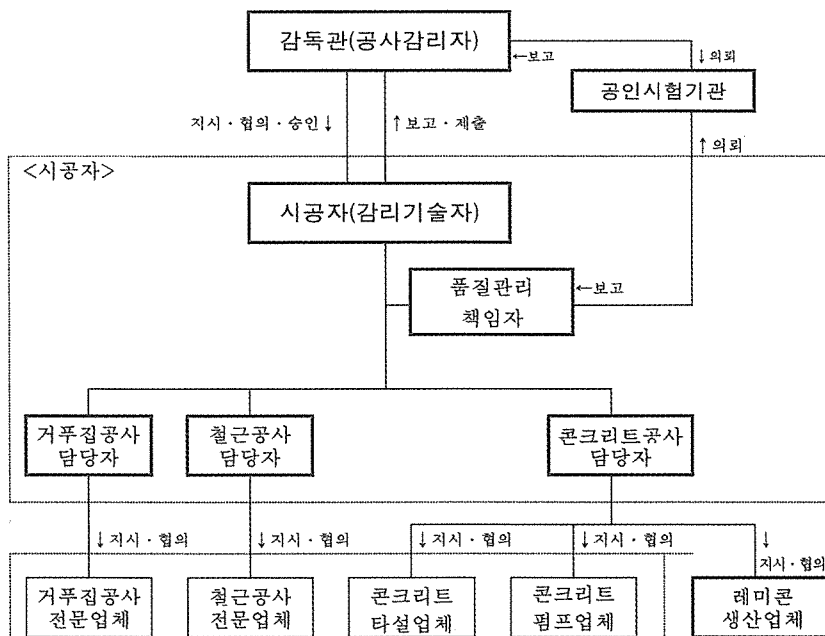 감독관(공사감리자)
←보고
↓의뢰
공인시험기관
지시·협의·승인↓
↑보고·제출
↑의뢰
<시공자>
시공자(감리기술자)
품질관리
책임자
←보고
거푸집공사
담당자
철근공사
담당자
콘크리트공사
담당자
↓지시·협의
↓지시·협의
↓지시·협의
↓지시·협의
↓
지시·협의
거푸집공사
전문업체
철근공사
전문업체
콘크리트
타설업체
콘크리트
펌프업체
레미콘
생산업체